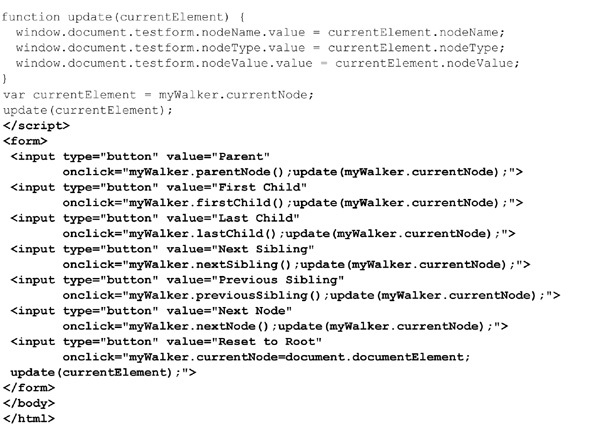 function update(currentElement) {
  window.document.testform.nodeName.value = currentElement.nodeName;
  window.document.testform.nodeType.value = currentElement.nodeType;
  window.document.testform.nodeValue.value = currentElement.nodeValue;
}
var currentElement = myWalker.currentNode;
update(currentElement);
</script>
<form>
 <input type="button" value="Parent"
        onclick="myWalker.parentNode();update(myWalker.currentNode);">
 <input type="button" value="First Child"
        onclick="myWalker.firstChild();update(myWalker.currentNode);">
 <input type="button" value="Last Child"
        onclick="myWalker.lastChild();update(myWalker.currentNode);">
 <input type="button" value="Next Sibling"
        onclick="myWalker.nextSibling();update(myWalker.currentNode);">
 <input type="button" value="Previous Sibling"
        onclick="myWalker.previousSibling();update(myWalker.currentNode);">
 <input type="button" value="Next Node"
        onclick="myWalker.nextNode();update(myWalker.currentNode);">
 <input type="button" value="Reset to Root"
        onclick="myWalker.currentNode=document.documentElement;
 update(currentElement);">
</form>
</body>
</html>